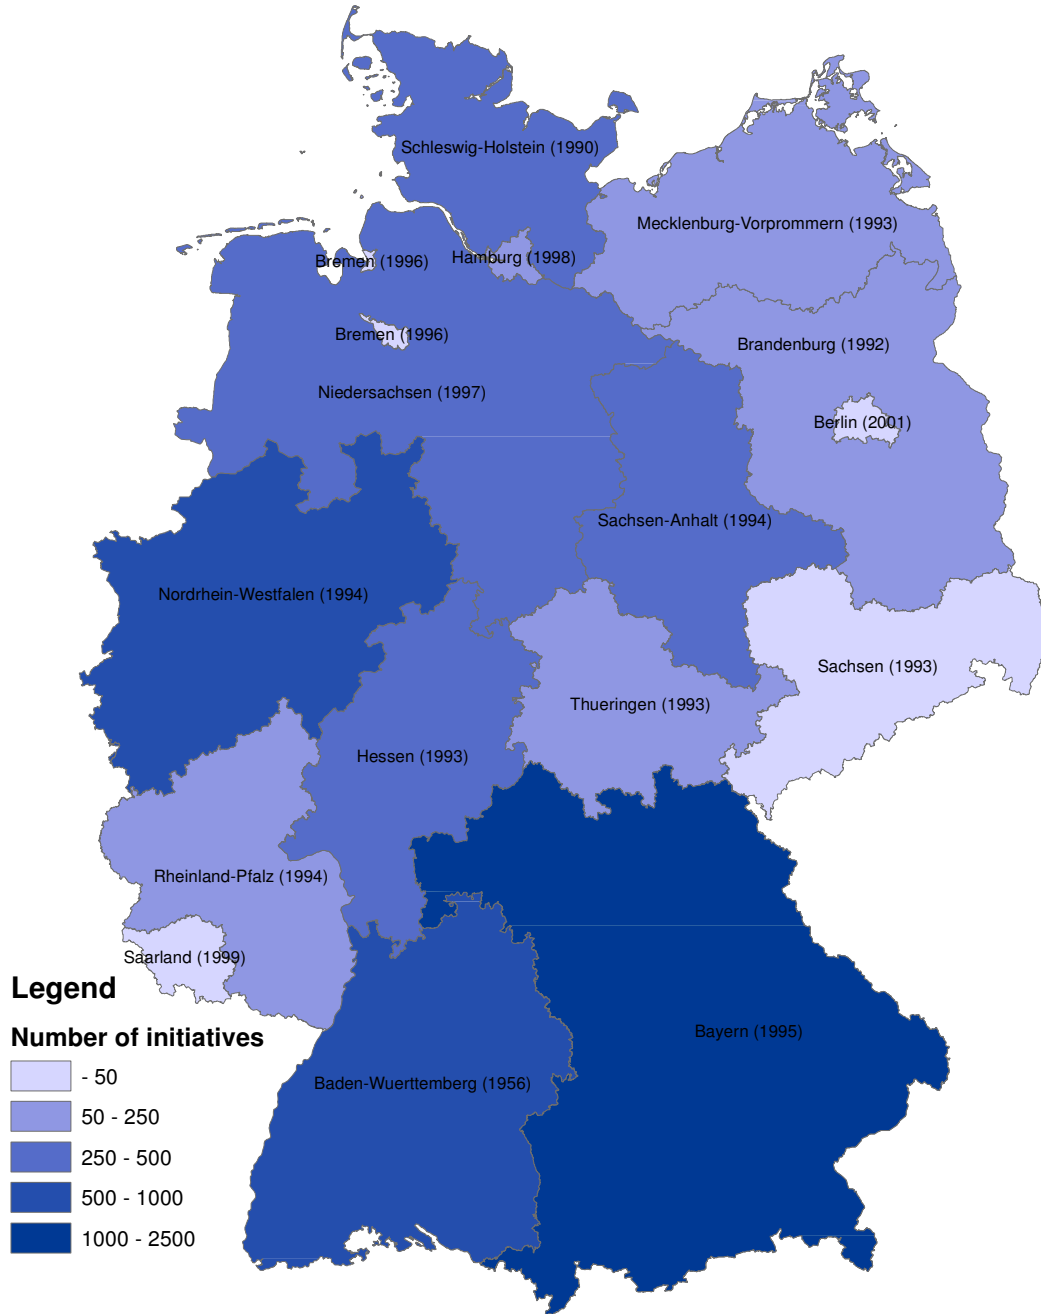 Schleswig-Holstein (1990)
Mecklenburg-Vorprommern (1993)
Bremen (1996)
Hamburg (1998)
Bremen (1996)
Brandenburg (1992)
Niedersachsen (1997)
Berlin (2001)
Sachsen-Anhalt (1994)
Nordrhein-Westfalen (1994)
Sachsen (1993)
Thueringen (1993)
Hessen (1993)
Rheinland-Pfalz (1994)
Saarland (1999)
Bayern (1995)
Baden-Wuerttemberg (1956)
Legend
Number of initiatives
- 50
50 - 250
250 - 500
500 - 1000
1000 - 2500